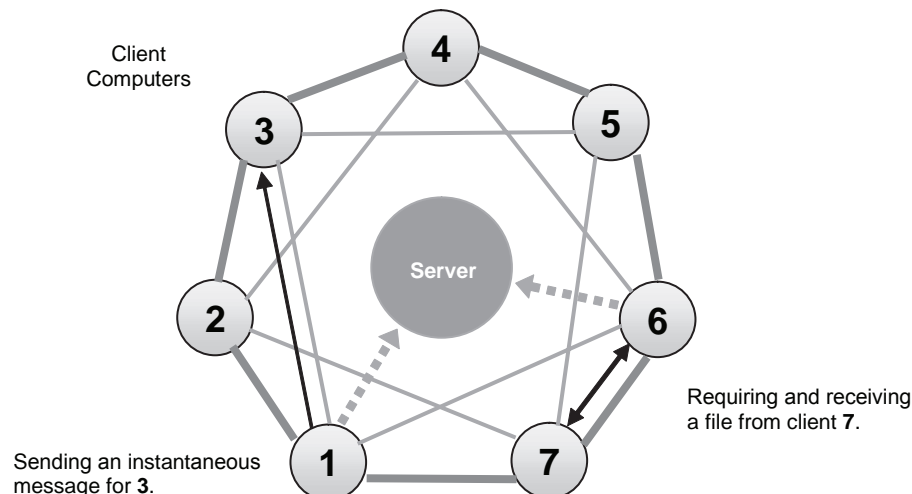 4
Client
Computers
3
5
Server
2
6
Requiring and receiving
a file from client 7.
1
7
Sending an instantaneous
message for 3.